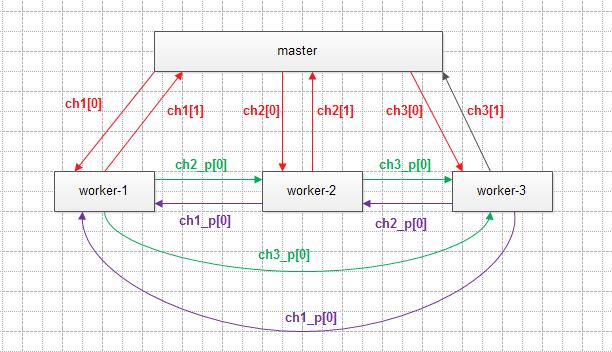 master
ch1[0]
ch1[1]
ch2[0]
ch2[1]
ch3[0]
ch3[1]
ch2_p[0]
ch3_p[0]
worker-1
worker-2
worker-3
ch1_p[0]
ch2_p[0]
ch3_p[0]
ch1_p[0]